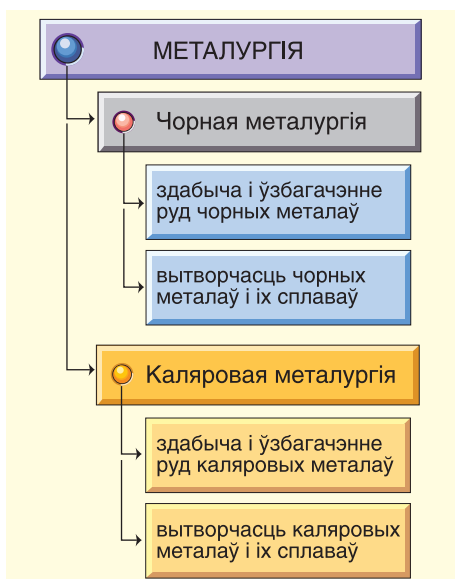 МЕТАЛУРГІЯ
Чорная металургія
здабыча і ўзбагачэнне
руд чорных металаў
вытворчасць чорных
металаў і іх сплаваў
Каляровая металургія
здабыча і ўзбагачэнне
руд каляровых металаў
вытворчасць каляровых
металаў і іх сплаваў